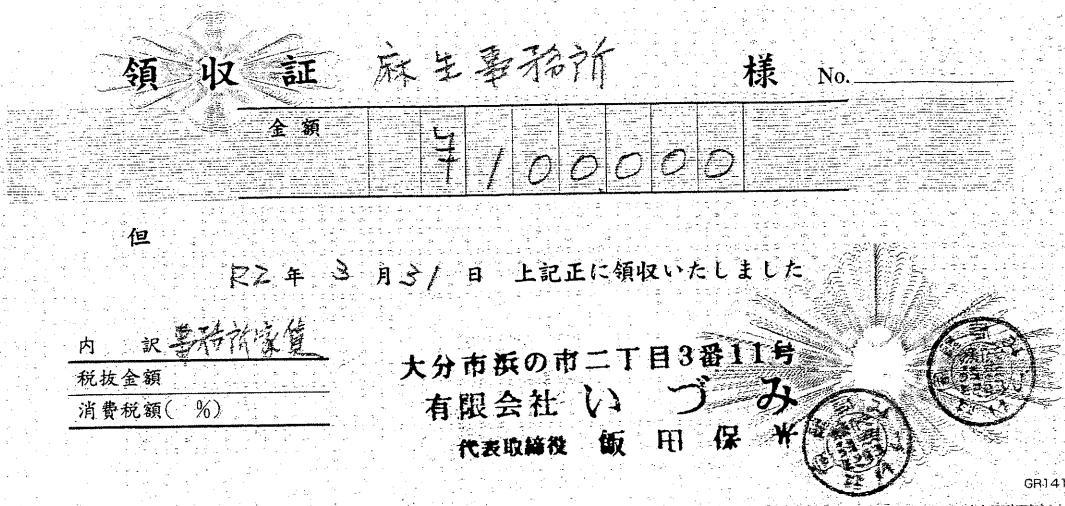 領収証 麻生事務所 様 No.
金額 ¥100000
但
R2年3月31日 上記正に領収いたしました
内訳 事務所家賃
税抜金額
消費税額( %)
大分市浜の市二丁目3番11号
有限会社いづみ
代表取締役 飯田保
GR141